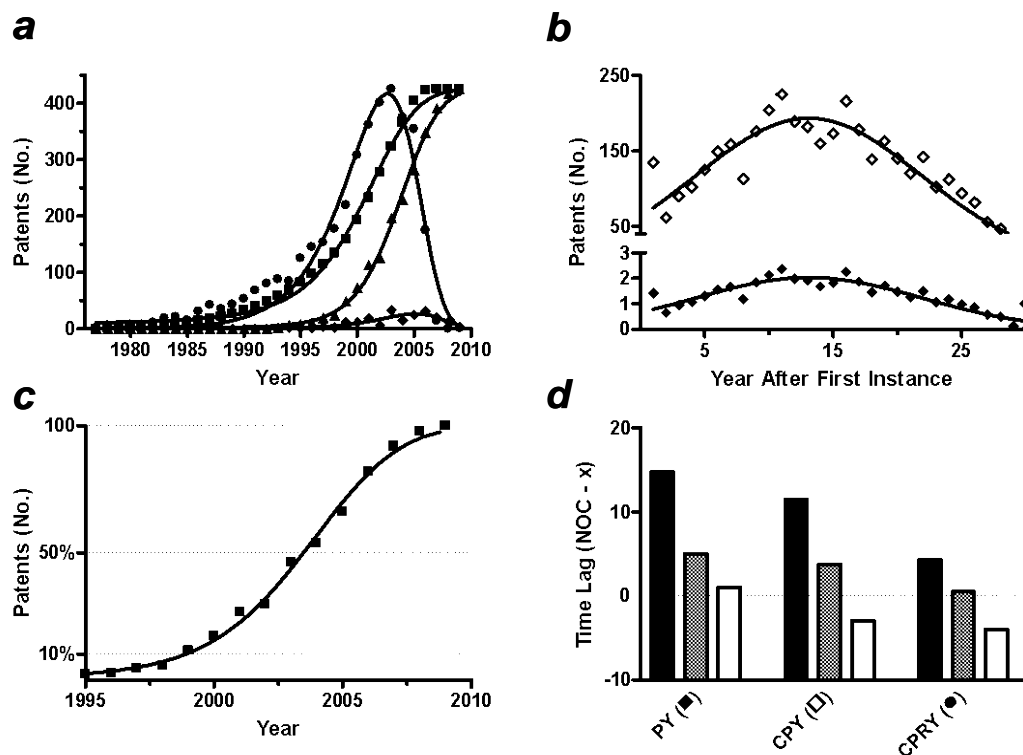 a
Patents (No.)
400
300
200
100
0
1980 1985 1990 1995 2000 2005 2010
Year
b
Patents (No.)
250
150
50
3
2
1
0
5 15 25
Year After First Instance
c
Patents (No.)
100
50%
10%
1995 2000 2005 2010
Year
d
Time Lag (NOC - x)
20
10
0
-10
PY (■)
CPY (□)
CPRY (●)